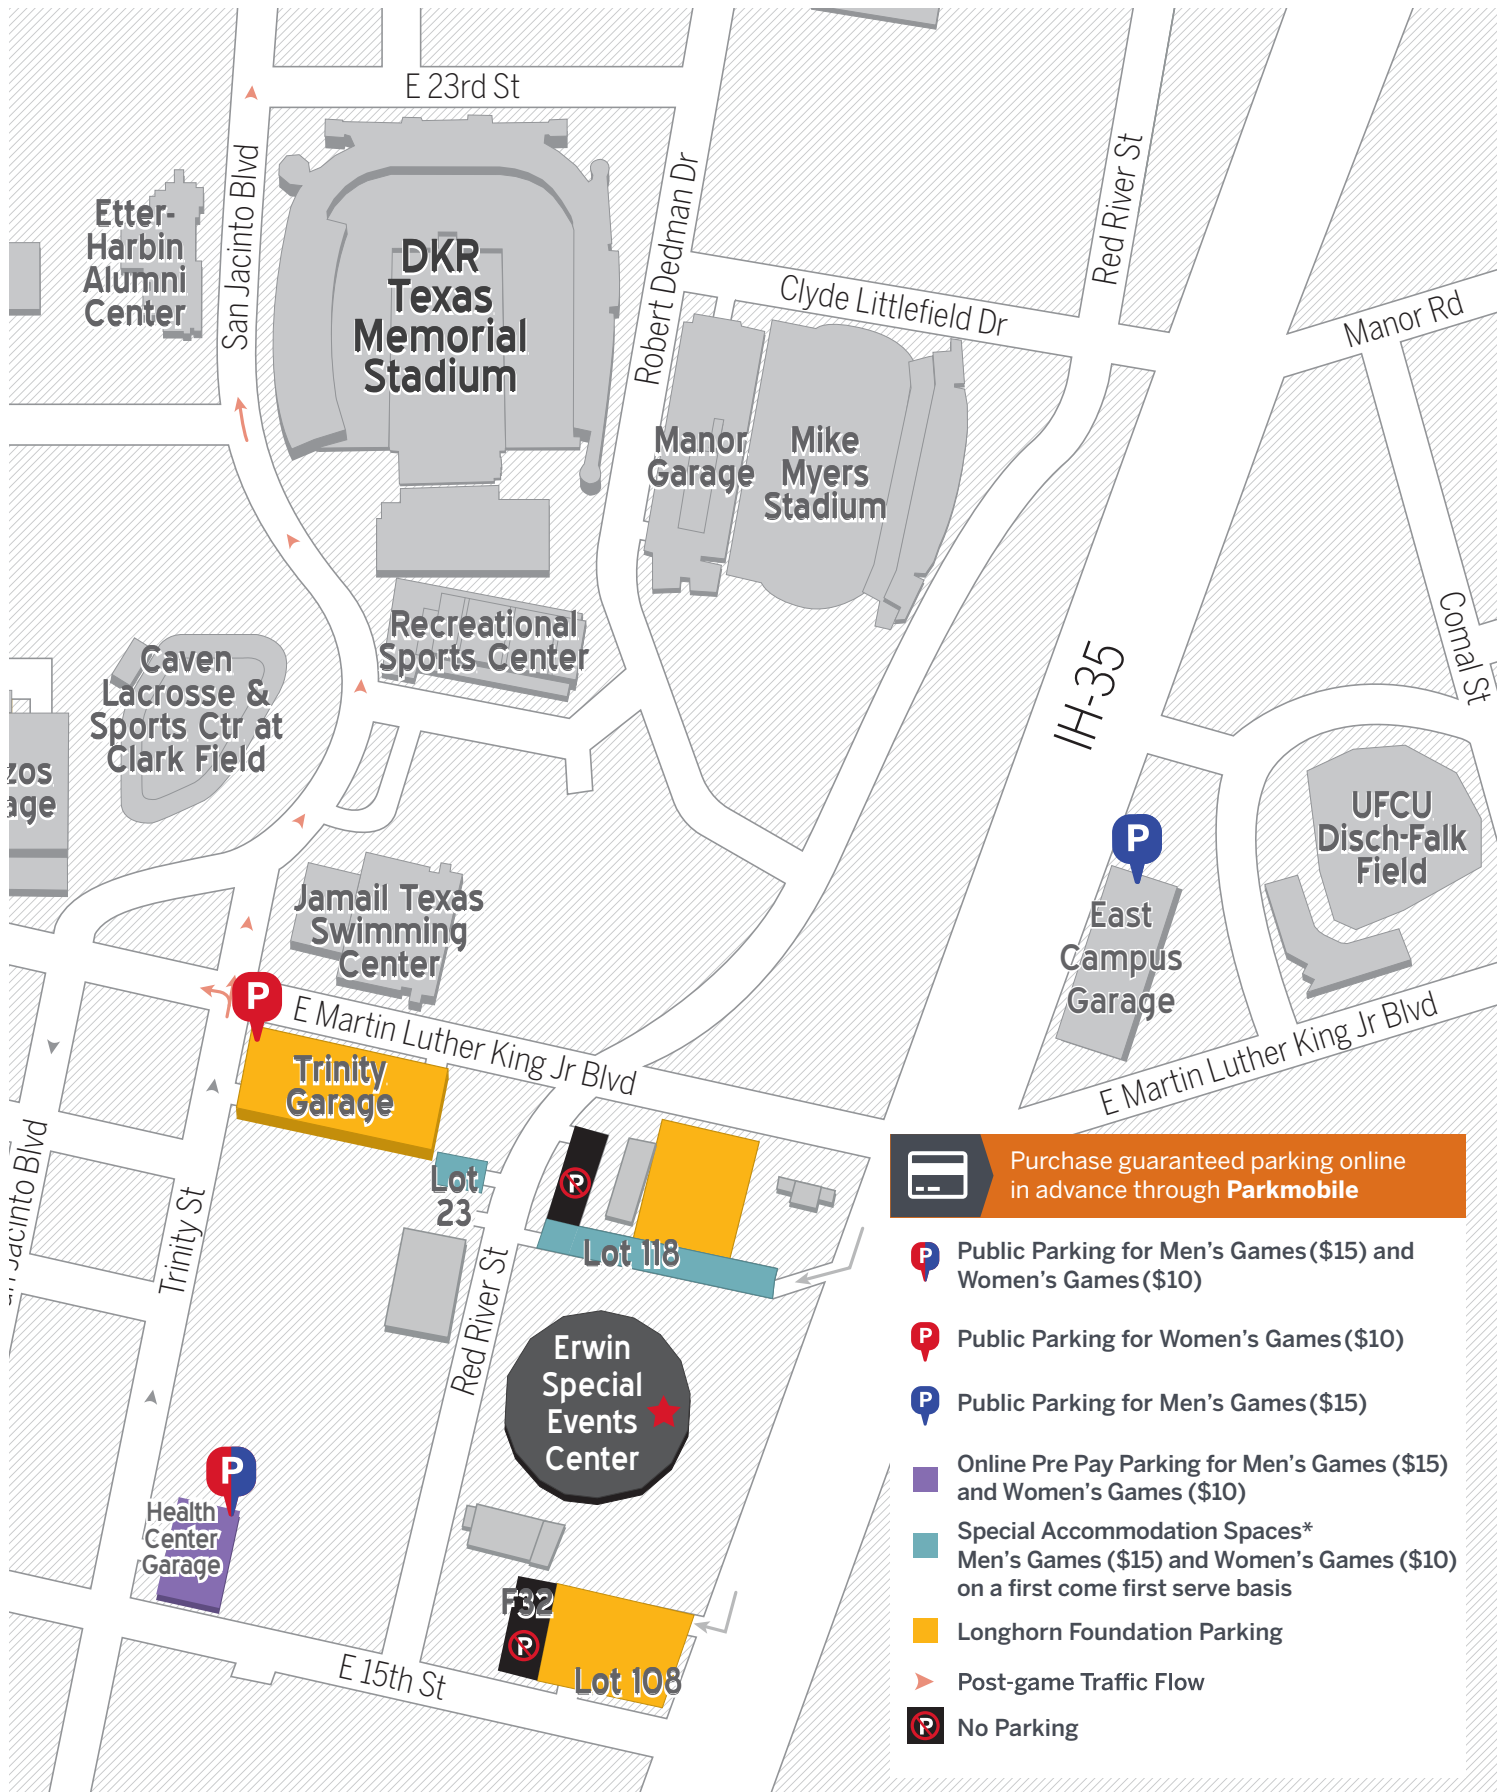 E 23rd St
San Jacinto Blvd
Etter-
Harbin
Alumni
Center
DKR
Texas
Memorial
Stadium
Robert Dedman Dr
Red River St
Clyde Littlefield Dr
Manor Rd
Manor
Garage
Mike
Myers
Stadium
Recreational
Sports Center
Comal St
Caven
Lacrosse &
Sports Ctr at
Clark Field
zos
age
IH-35
UFCU
Disch-Falk
Field
P
East
Campus
Garage
Jamail Texas
Swimming
Center
P
E Martin Luther King Jr Blvd
E Martin Luther King Jr Blvd
Trinity
Garage
Lot
23
P
Lot 118
Jacinto Blvd
Trinity St
Red River St
Erwin
Special
Events
Center
P
Health
Center
Garage
F32
P
Lot 108
E 15th St
Purchase guaranteed parking online
in advance through Parkmobile
P Public Parking for Men's Games ($15) and
Women's Games ($10)
P Public Parking for Women's Games ($10)
P Public Parking for Men's Games ($15)
Online Pre Pay Parking for Men's Games ($15)
and Women's Games ($10)
Special Accommodation Spaces*
Men's Games ($15) and Women's Games ($10)
on a first come first serve basis
Longhorn Foundation Parking
Post-game Traffic Flow
P No Parking